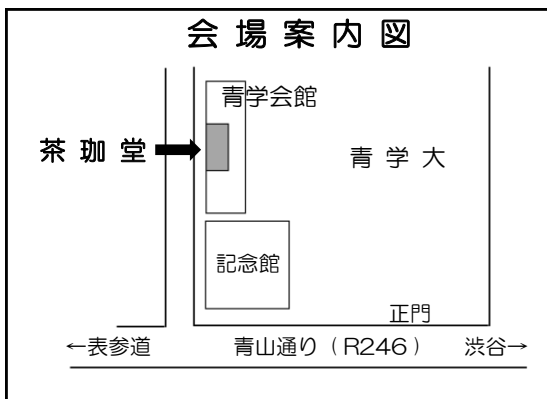 会場案内図
青学会館
茶珈堂
青学大
記念館
正門
←表参道 青山通り（R246） 渋谷→